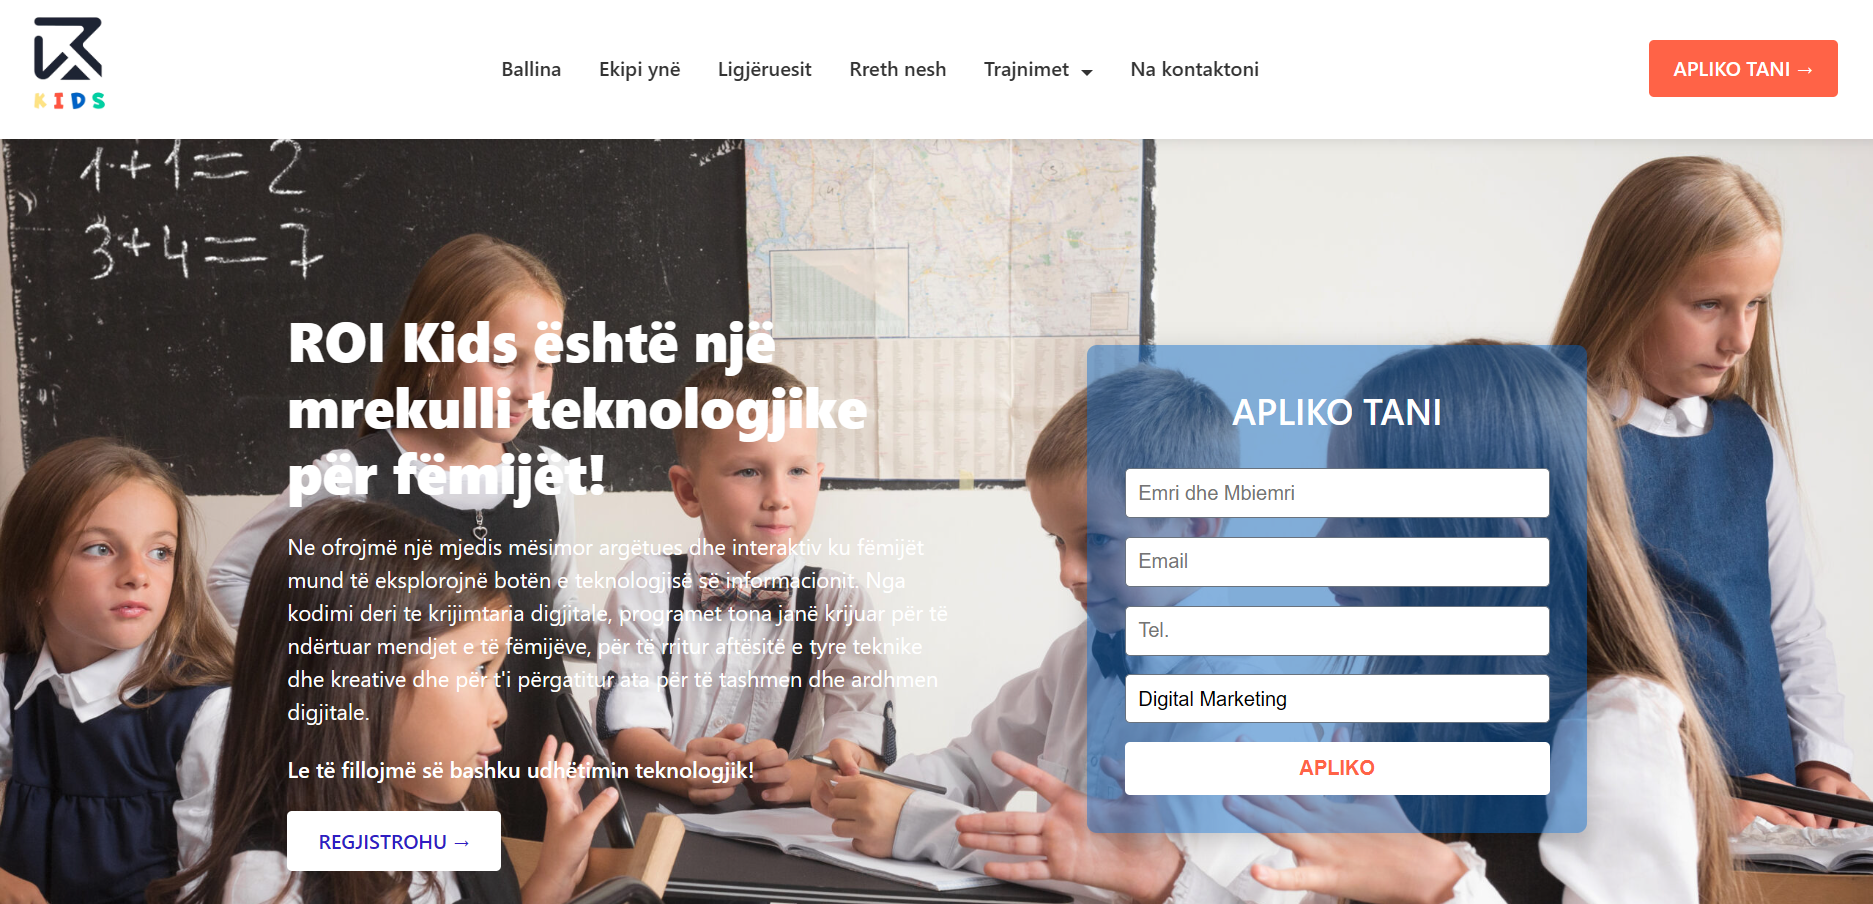 KIDS
Ballina
Ekipi ynë
Ligjëruesit
Rreth nesh
Trajnimet
Na kontaktoni
APLIKO TANI →
1+1=2
3+4=7
ROI Kids është një
mrekulli teknologjike
për fëmijët!
Ne ofrojmë një mjedis mësimor argëtues dhe interaktiv ku fëmijët
mund të eksplorojnë botën e teknologjisë së informacionit. Nga
kodimi deri te krijimtaria digjitale, programet tona janë krijuar për të
ndërtuar mendjet e të fëmijëve, për të rritur aftësitë e tyre teknike
dhe kreative dhe për t'i përgatitur ata për të tashmen dhe ardhmen
digjitale.
Le të fillojmë së bashku udhëtimin teknologjik!
REGJISTROHU →
APLIKO TANI
Emri dhe Mbiemri
Email
Tel.
Digital Marketing
APLIKO